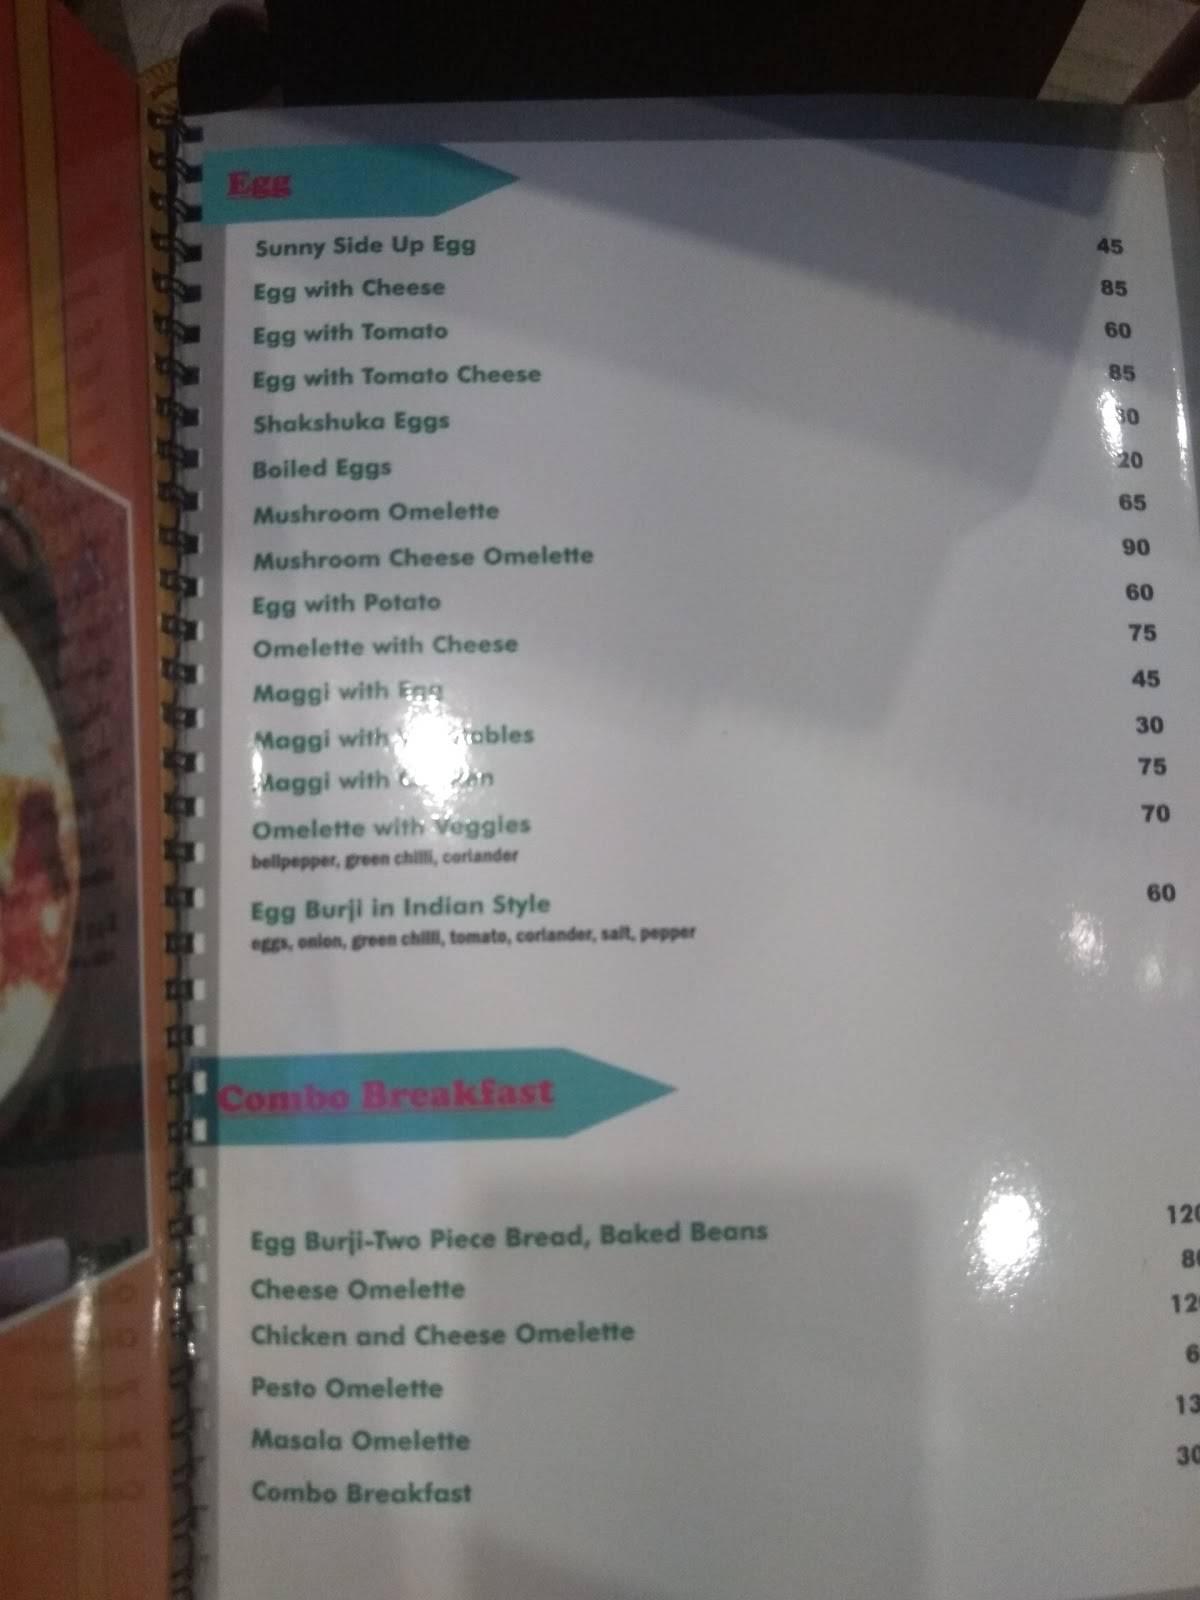 Egg
Sunny Side Up Egg 45
Egg with Cheese 85
Egg with Tomato 60
Egg with Tomato Cheese 85
Shakshuka Eggs
Boiled Eggs 20
Mushroom Omelette 65
Mushroom Cheese Omelette 90
Egg with Potato 60
Omelette with Cheese 75
Maggi with Egg 45
Maggi with 30
Maggi with 75
Omelette with Veggies 70
bellpepper, green chilli, coriander
Egg Burji in Indian Style 60
eggs, onion, green chilli, tomato, coriander, salt, pepper
Combo Breakfast
Egg Burji-Two Piece Bread, Baked Beans 120
Cheese Omelette
Chicken and Cheese Omelette
Pesto Omelette
Masala Omelette
Combo Breakfast